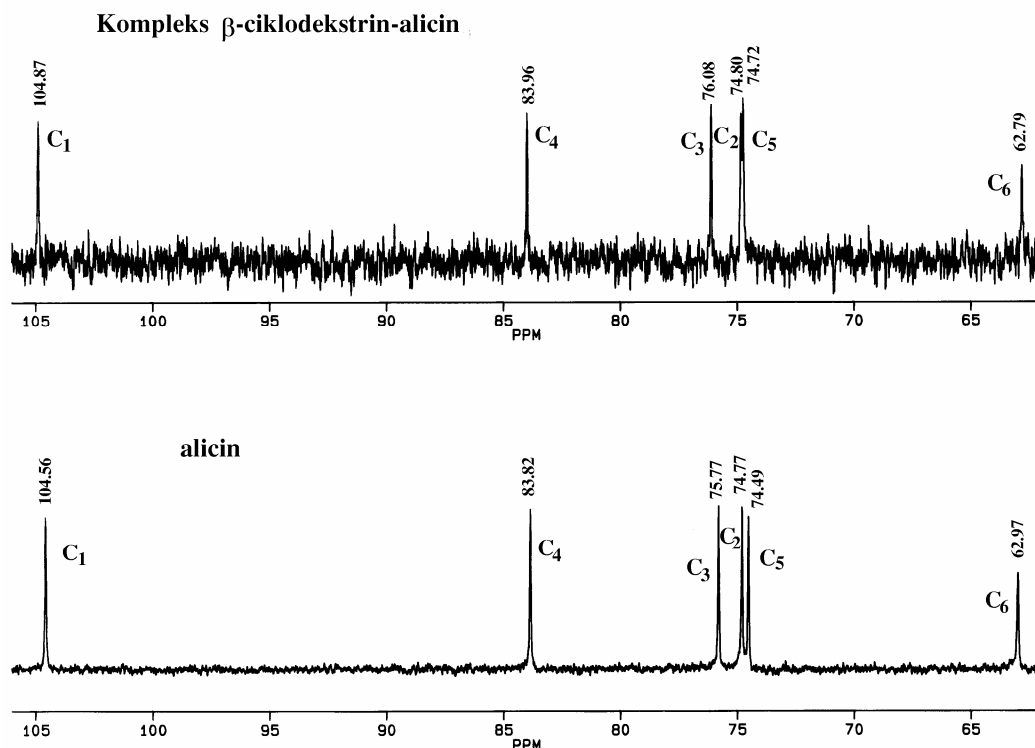 Kompleks β-ciklodekstrin-alicin
104.87
83.96
76.08
74.80
74.72
62.79
C1
C4
C3
C2
C5
C6
105 100 95 90 85 80 75 70 65
PPM
alicin
104.56
83.82
75.77
74.77
74.49
62.97
C1
C4
C3
C2
C5
C6
105 100 95 90 85 80 75 70 65
PPM